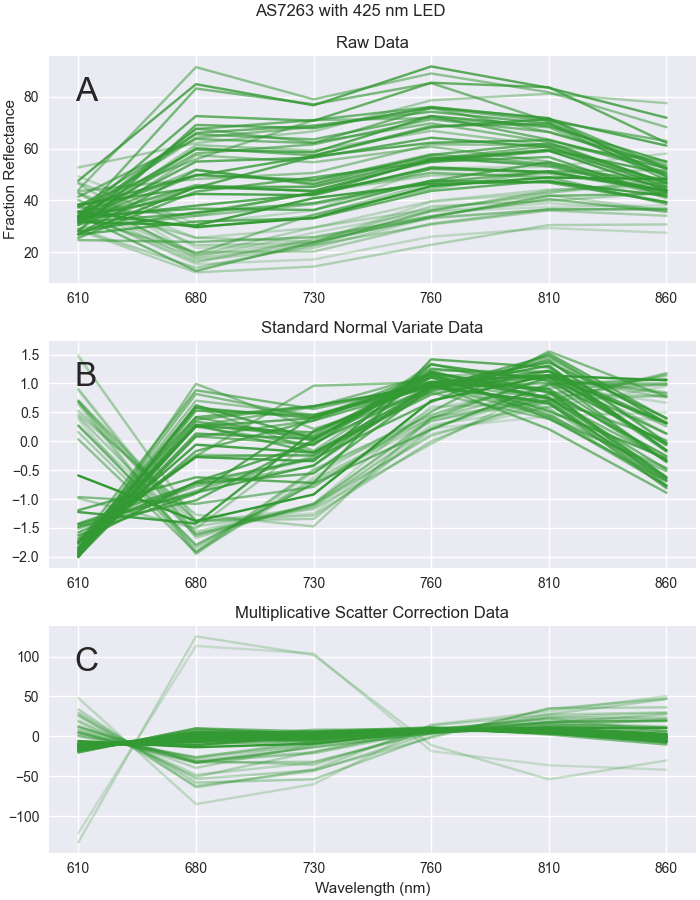 AS7263 with 425 nm LED
Raw Data
A
Fraction Reflectance
80
60
40
20
610 680 730 760 810 860
Standard Normal Variate Data
B
1.5
1.0
0.5
0.0
−0.5
−1.0
−1.5
−2.0
610 680 730 760 810 860
Multiplicative Scatter Correction Data
C
100
50
0
−50
−100
610 680 730 760 810 860
Wavelength (nm)